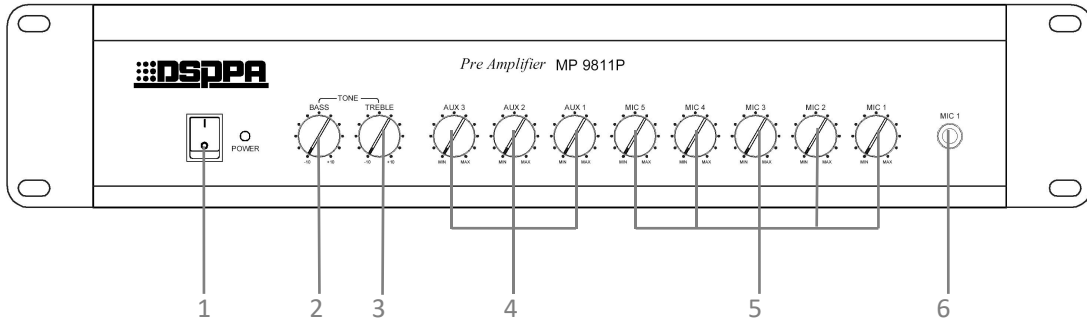 DSPPA
Pre Amplifier MP 9811P
TONE
BASS TREBLE AUX 3 AUX 2 AUX 1 MIC 5 MIC 4 MIC 3 MIC 2 MIC 1
MIC 1
POWER
-10 +10 -10 +10 MIN MAX MIN MAX MIN MAX MIN MAX MIN MAX MIN MAX MIN MAX MIN MAX
1 2 3 4 5 6